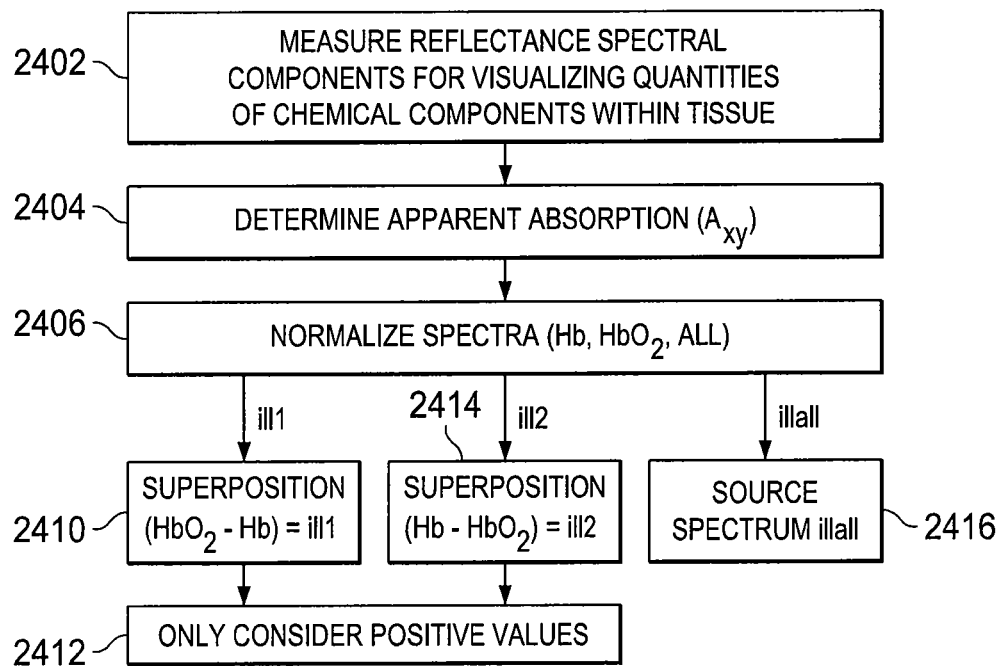 2402
MEASURE REFLECTANCE SPECTRAL
COMPONENTS FOR VISUALIZING QUANTITIES
OF CHEMICAL COMPONENTS WITHIN TISSUE
2404
DETERMINE APPARENT ABSORPTION (Axy)
2406
NORMALIZE SPECTRA (Hb, HbO2, ALL)
ill1
2414
ill2
illall
2410
SUPERPOSITION
(HbO2 - Hb) = ill1
SUPERPOSITION
(Hb - HbO2) = ill2
SOURCE
SPECTRUM illall
2416
2412
ONLY CONSIDER POSITIVE VALUES